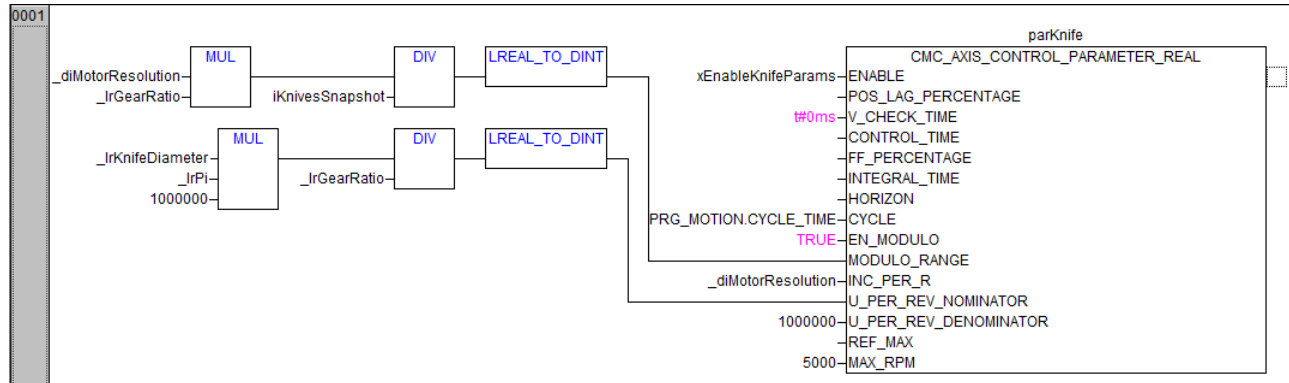 0001
parKnife
MUL DIV LREAL_TO_DINT CMC_AXIS_CONTROL_PARAMETER_REAL
_diMotorResolution xEnableKnifeParams ENABLE
_lrGearRatio iKnivesSnapshot POS_LAG_PERCENTAGE
t#0ms V_CHECK_TIME
MUL DIV LREAL_TO_DINT CONTROL_TIME
_lrKnifeDiameter FF_PERCENTAGE
_lrPi _lrGearRatio INTEGRAL_TIME
1000000 HORIZON
PRG_MOTION.CYCLE_TIME CYCLE
TRUE EN_MODULO
MODULO_RANGE
_diMotorResolution INC_PER_R
U_PER_REV_NOMINATOR
1000000 U_PER_REV_DENOMINATOR
REF_MAX
5000 MAX_RPM